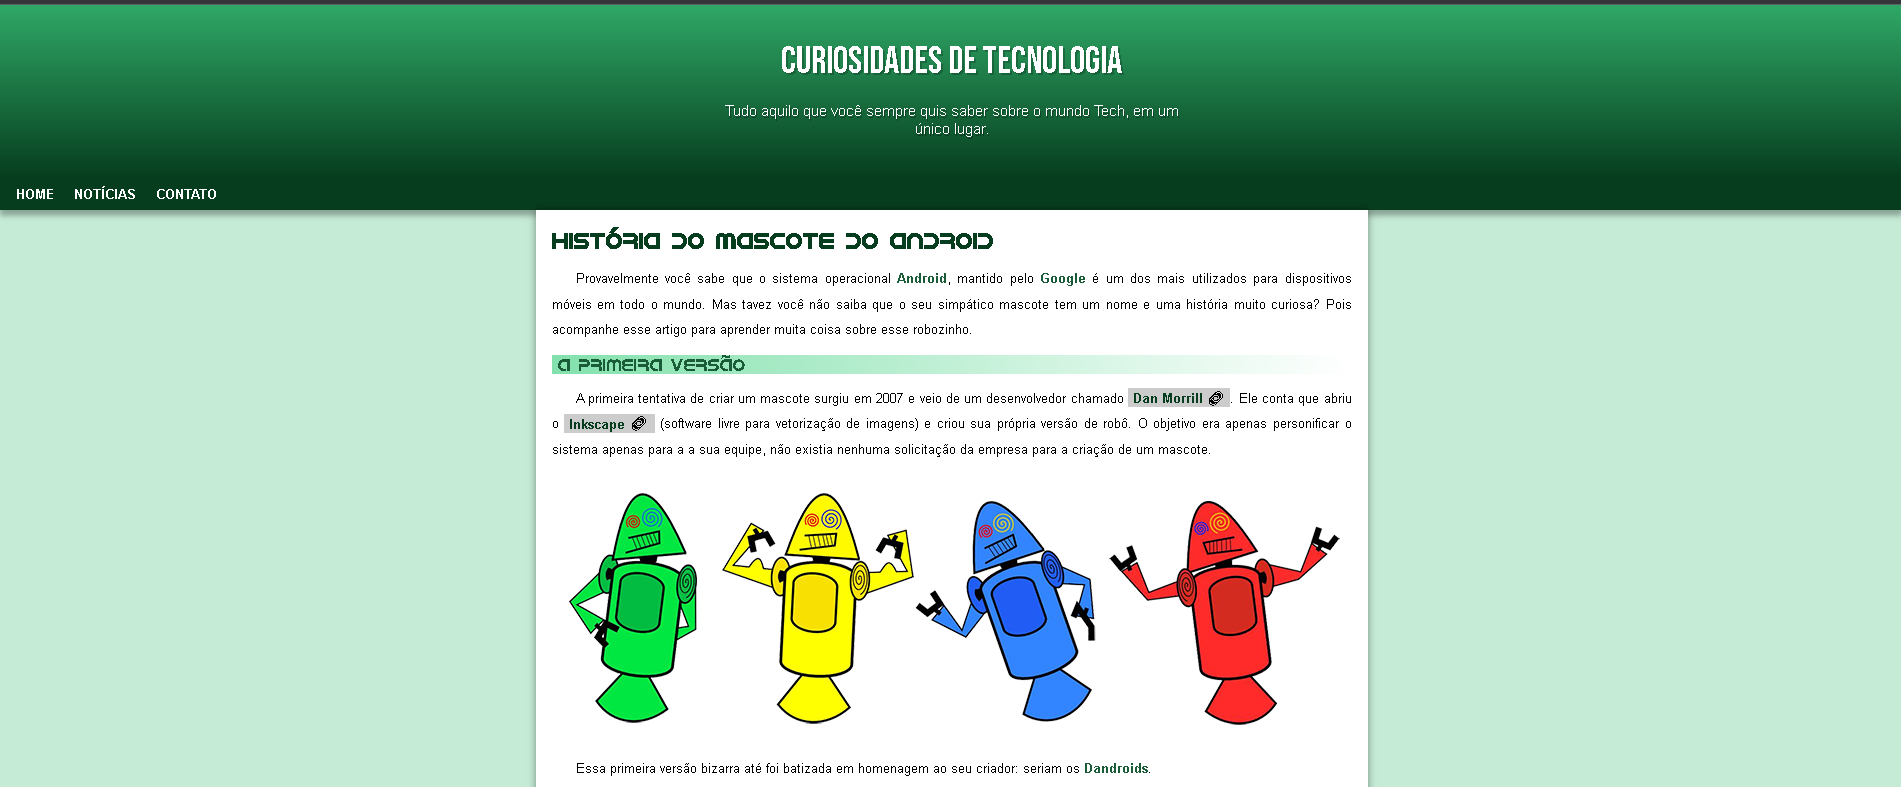 CURIOSIDADES DE TECNOLOGIA
Tudo aquilo que você sempre quis saber sobre o mundo Tech, em um
único lugar.
HOME NOTÍCIAS CONTATO
HISTÓRIA DO MASCOTE DO ANDROID
Provavelmente você sabe que o sistema operacional Android, mantido pelo Google é um dos mais utilizados para dispositivos
móveis em todo o mundo. Mas tavez você não saiba que o seu simpático mascote tem um nome e uma história muito curiosa? Pois
acompanhe esse artigo para aprender muita coisa sobre esse robozinho.
A PRIMEIRA VERSÃO
A primeira tentativa de criar um mascote surgiu em 2007 e veio de um desenvolvedor chamado Dan Morrill. Ele conta que abriu
o Inkscape (software livre para vetorização de imagens) e criou sua própria versão de robô. O objetivo era apenas personificar o
sistema apenas para a a sua equipe, não existia nenhuma solicitação da empresa para a criação de um mascote.
Essa primeira versão bizarra até foi batizada em homenagem ao seu criador: seriam os Dandroids.